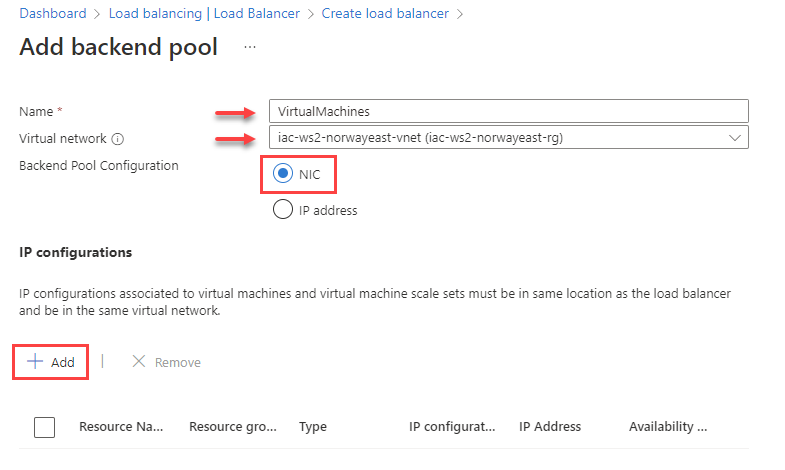 Dashboard > Load balancing | Load Balancer > Create load balancer >
Add backend pool ...
Name * VirtualMachines
Virtual network iac-ws2-norwayeast-vnet (iac-ws2-norwayeast-rg)
Backend Pool Configuration NIC
IP address
IP configurations
IP configurations associated to virtual machines and virtual machine scale sets must be in same location as the load balancer
and be in the same virtual network.
+ Add | Remove
Resource Na... Resource gro... Type IP configurat... IP Address Availability ...